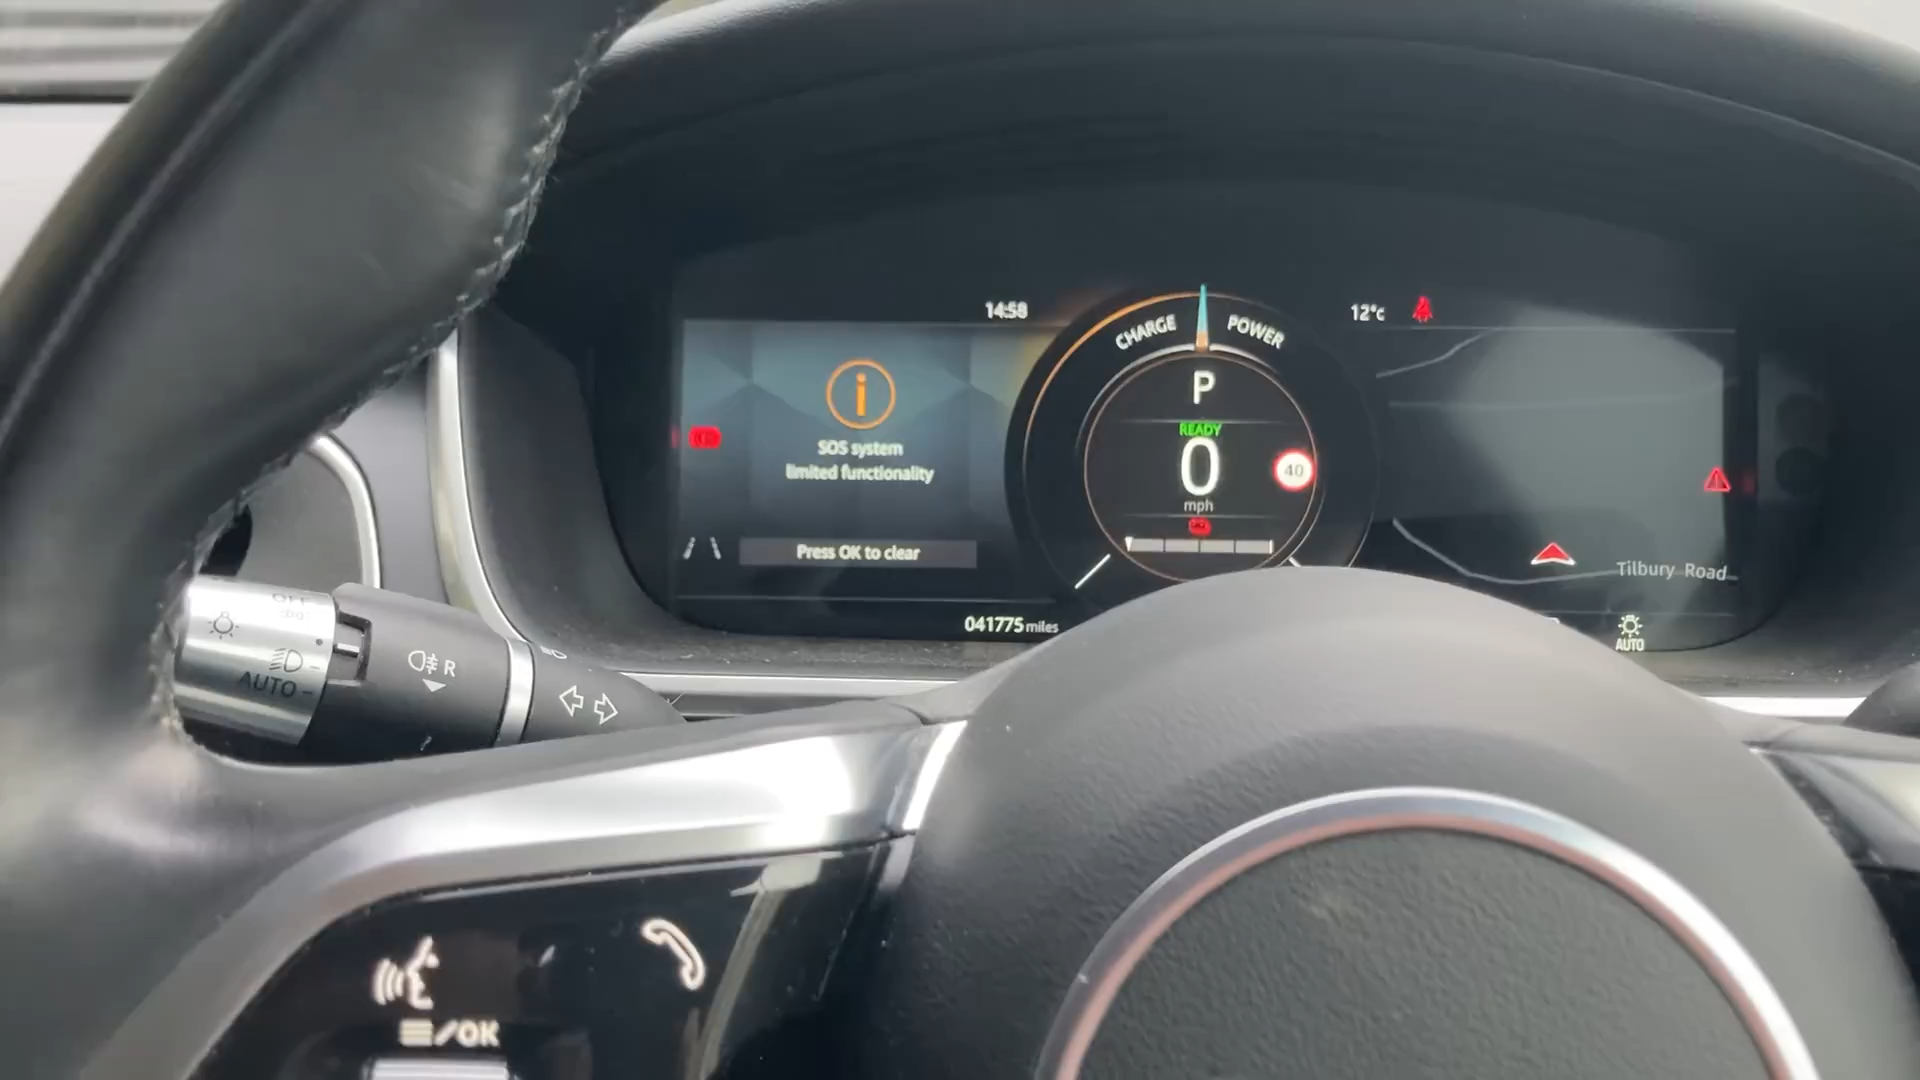 14:58
12°c
CHARGE
POWER
P
READY
0
mph
40
SOS system
limited functionality
Press OK to clear
Tilbury Road
041775 miles
AUTO
OFF
AUTO
R
/OK